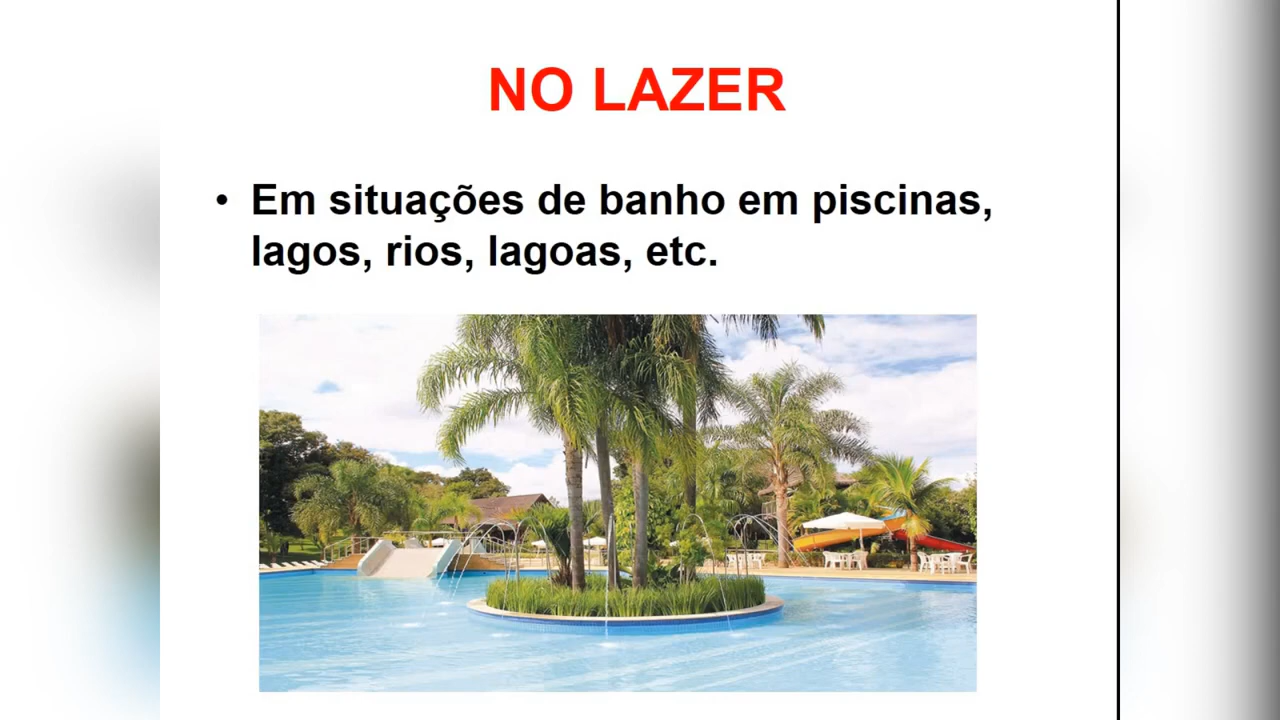 NO LAZER
• Em situações de banho em piscinas,
lagos, rios, lagoas, etc.